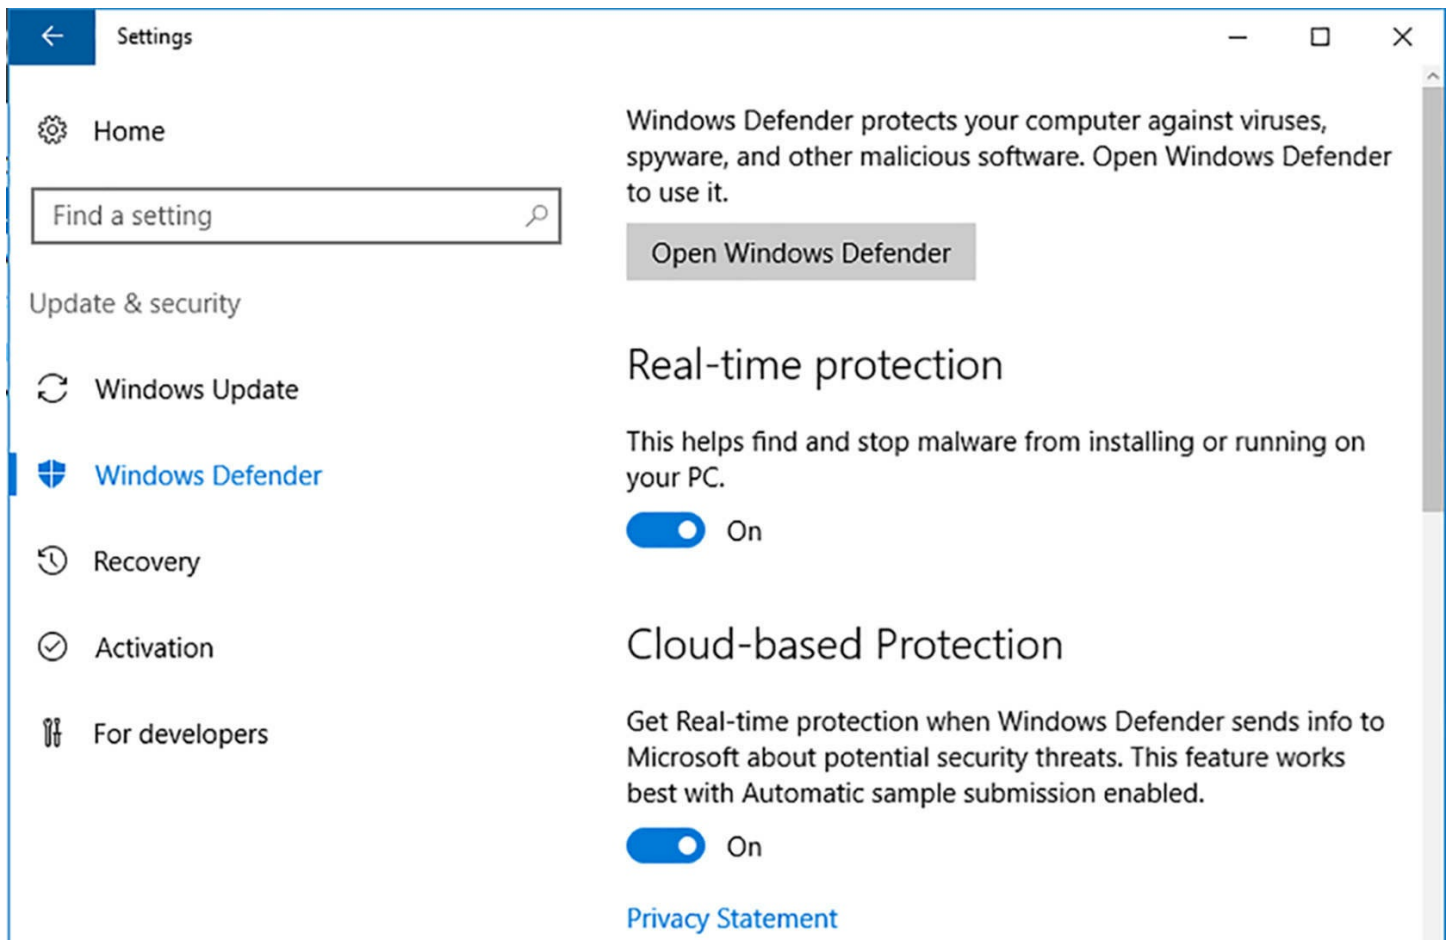 Settings
Home
Find a setting
Update & security
Windows Update
Windows Defender
Recovery
Activation
For developers
Windows Defender protects your computer against viruses,
spyware, and other malicious software. Open Windows Defender
to use it.
Open Windows Defender
Real-time protection
This helps find and stop malware from installing or running on
your PC.
On
Cloud-based Protection
Get Real-time protection when Windows Defender sends info to
Microsoft about potential security threats. This feature works
best with Automatic sample submission enabled.
On
Privacy Statement